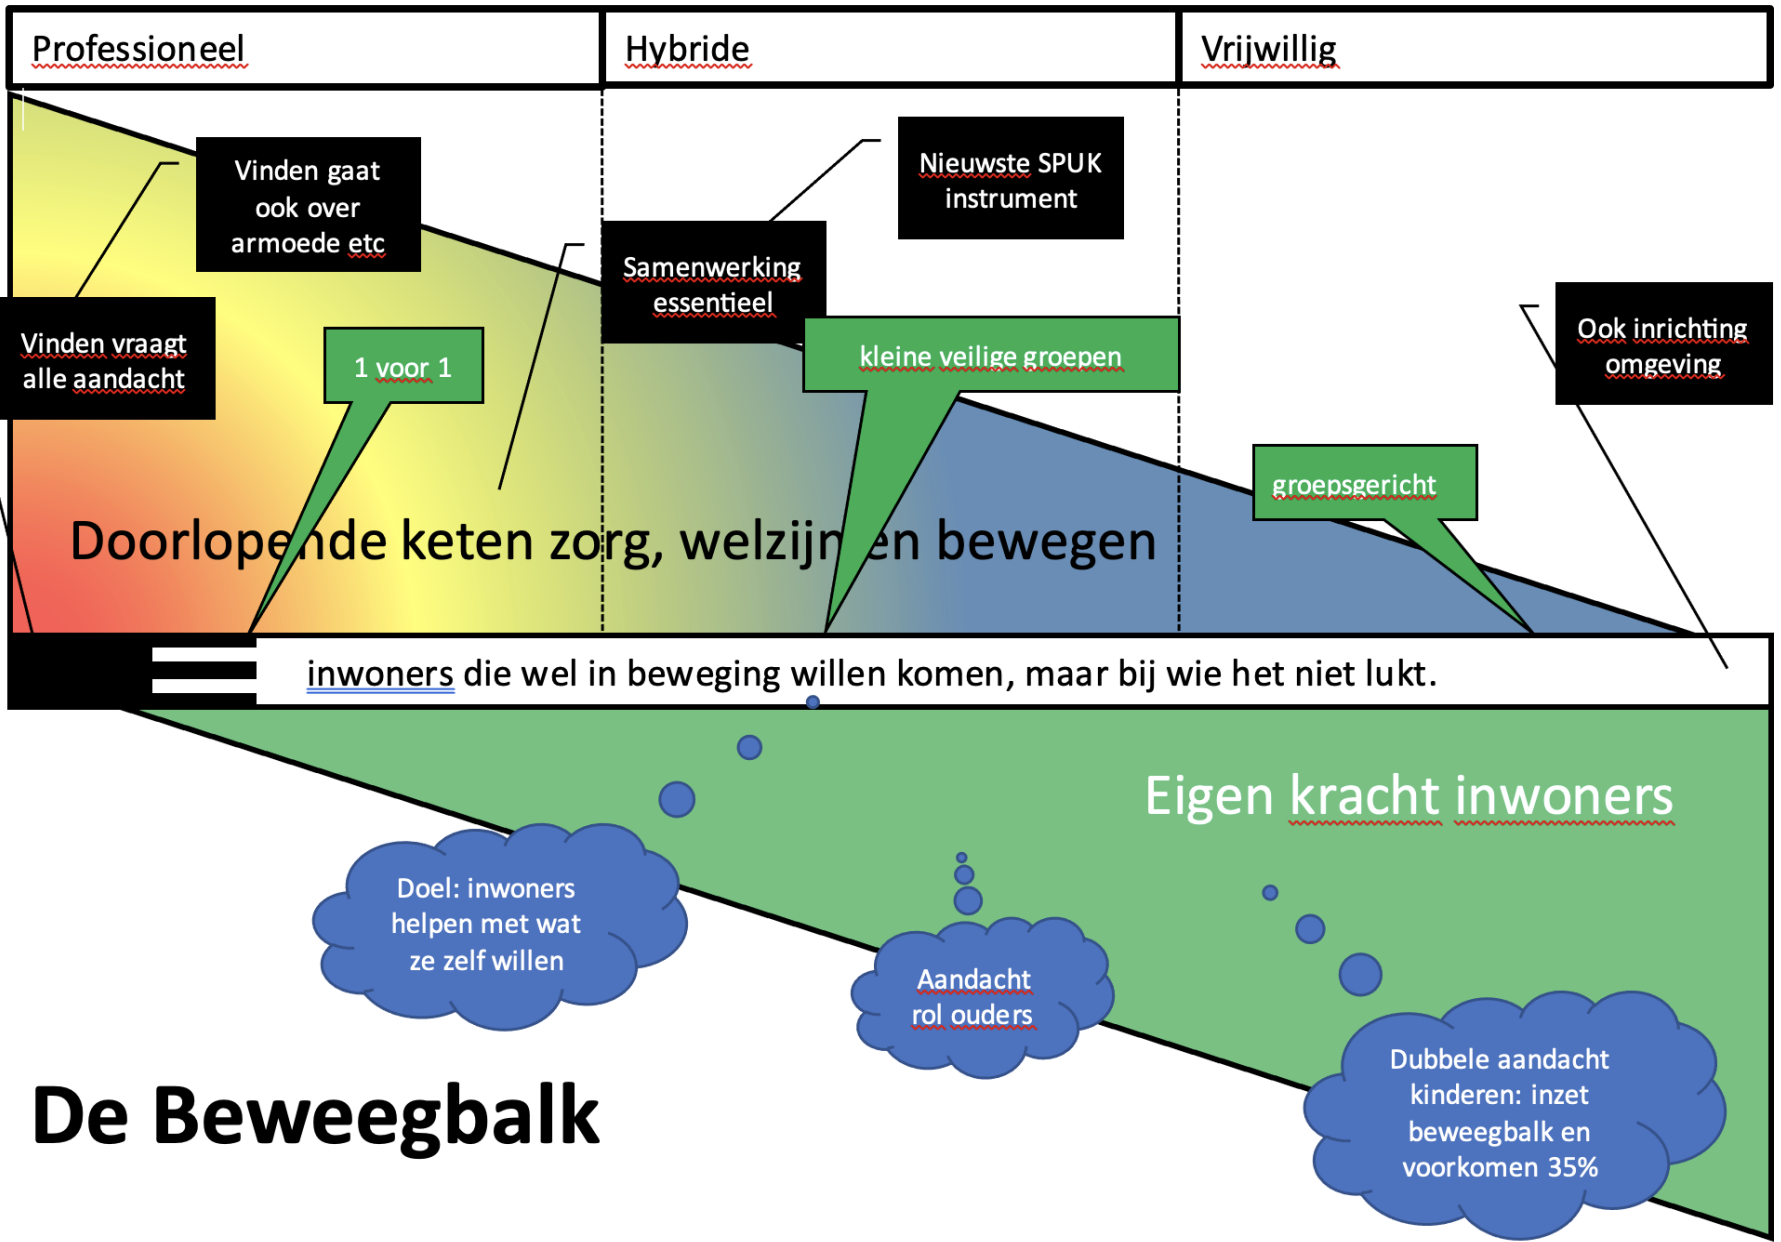 Professioneel
Hybride
Vrijwillig
Vinden gaat
ook over
armoede etc
Nieuwste SPUK
instrument
Samenwerking
essentieel
Vinden vraagt
alle aandacht
1 voor 1
kleine veilige groepen
Ook inrichting
omgeving
groepsgericht
Doorlopende keten zorg, welzijn en bewegen
inwoners die wel in beweging willen komen, maar bij wie het niet lukt.
Eigen kracht inwoners
Doel: inwoners
helpen met wat
ze zelf willen
Aandacht
rol ouders
Dubbele aandacht
kinderen: inzet
beweegbalk en
voorkomen 35%
De Beweegbalk